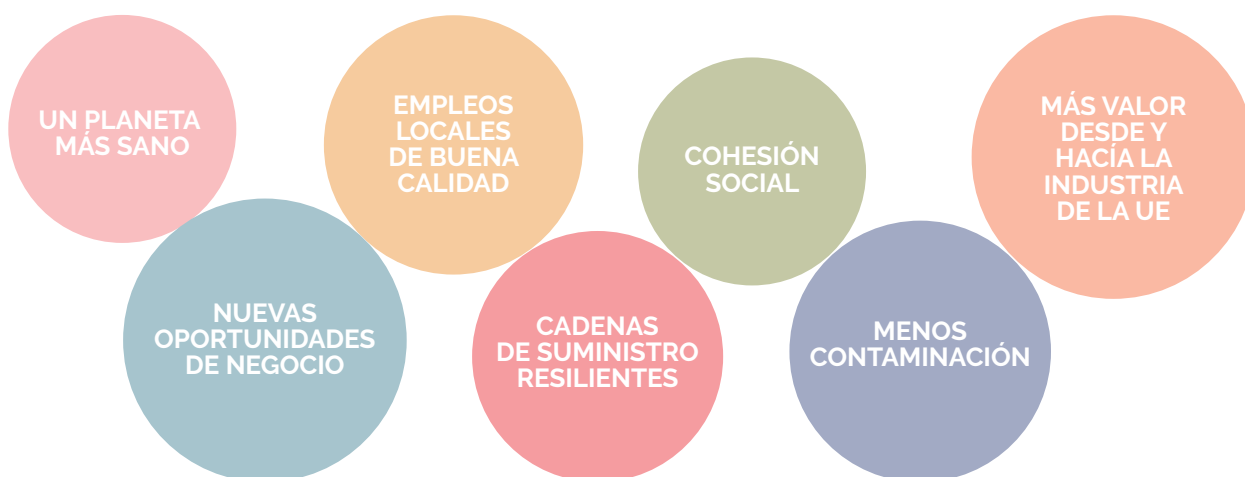 UN PLANETA
MÁS SANO
NUEVAS
OPORTUNIDADES
DE NEGOCIO
EMPLEOS
LOCALES
DE BUENA
CALIDAD
CADENAS
DE SUMINISTRO
RESILIENTES
COHESIÓN
SOCIAL
MENOS
CONTAMINACIÓN
MÁS VALOR
DESDE Y
HACÍA LA
INDUSTRIA
DE LA UE